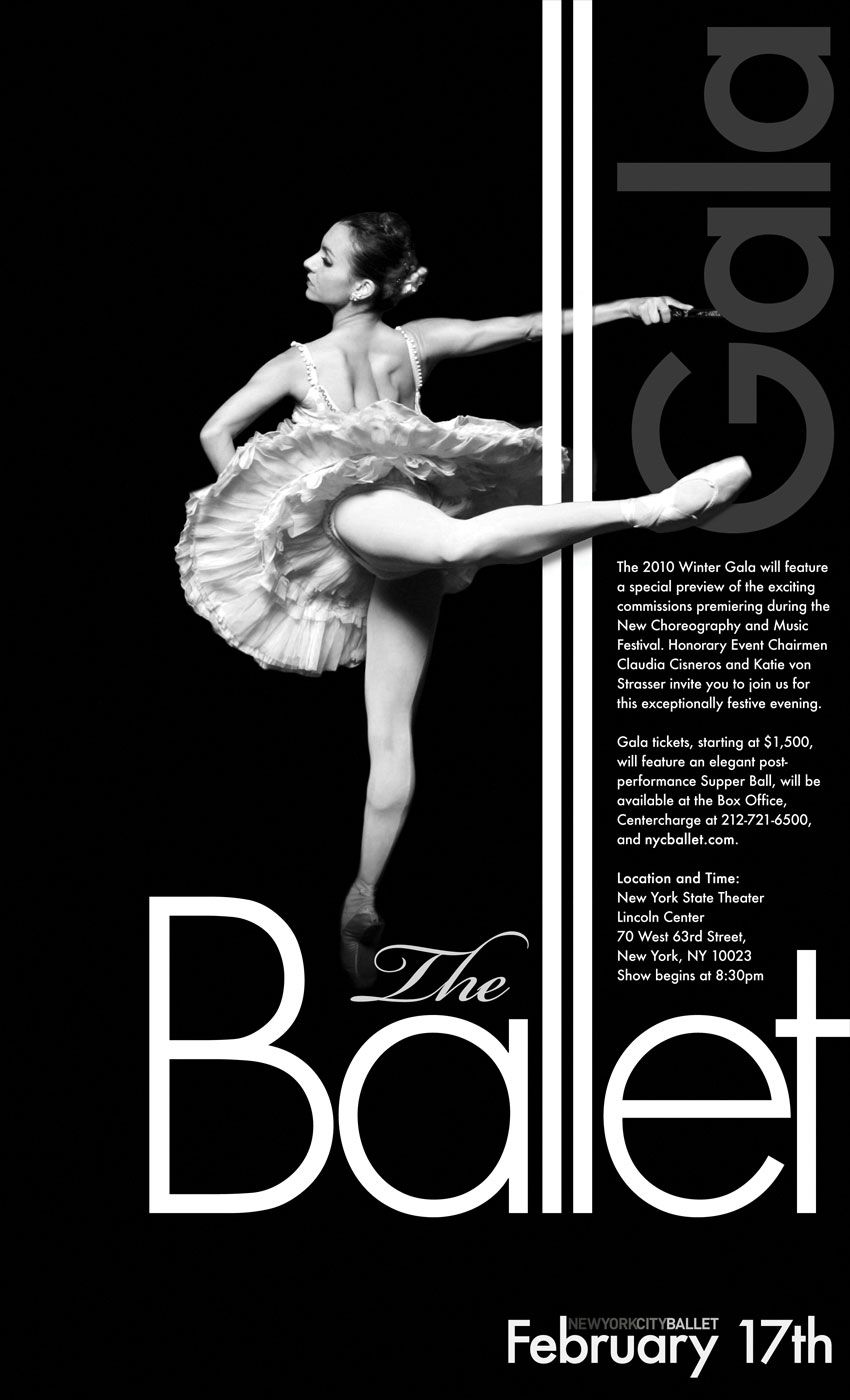 Gala
The 2010 Winter Gala will feature
a special preview of the exciting
commissions premiering during the
New Choreography and Music
Festival. Honorary Event Chairmen
Claudia Cisneros and Katie von
Strasser invite you to join us for
this exceptionally festive evening.
Gala tickets, starting at $1,500,
will feature an elegant post-
performance Supper Ball, will be
available at the Box Office,
Centercharge at 212-721-6500,
and nycballet.com.
Location and Time:
New York State Theater
Lincoln Center
70 West 63rd Street,
New York, NY 10023
Show begins at 8:30pm
The
Ballet
NEWYORKCITYBALLET
February 17th